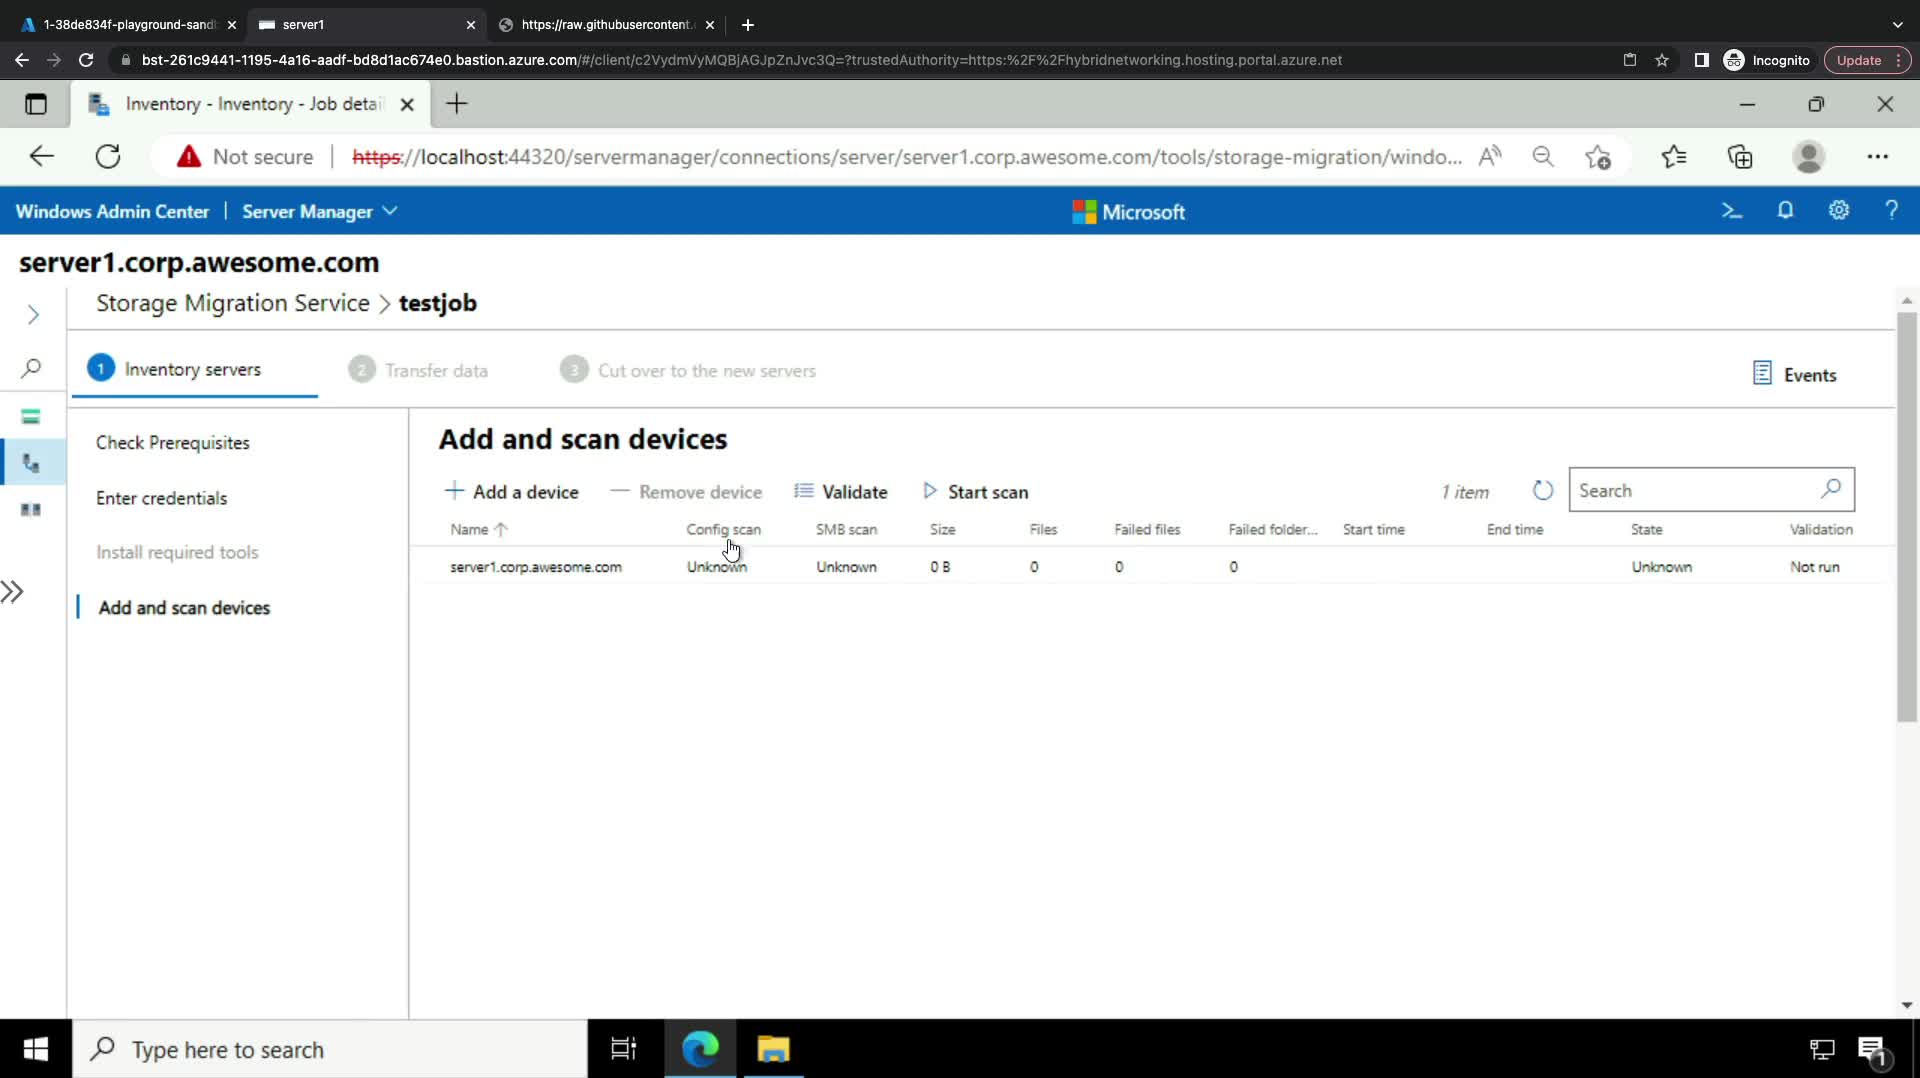 1-38de834f-playground-sand
server1
https://raw.githubusercontent.
bst-261c9441-1195-4a16-aadf-bd8d1ac674e0.bastion.azure.com/#/client/c2VydmVyMQBjAGJpZnJvc3Q=?trustedAuthority=https:%2F%2Fhybridnetworking.hosting.portal.azure.net
Incognito
Update
Inventory - Inventory - Job detai
Not secure
https://localhost:44320/servermanager/connections/server/server1.corp.awesome.com/tools/storage-migration/windo...
Windows Admin Center
Server Manager
Microsoft
server1.corp.awesome.com
Storage Migration Service > testjob
1 Inventory servers
2 Transfer data
3 Cut over to the new servers
Events
Check Prerequisites
Enter credentials
Install required tools
Add and scan devices
Add and scan devices
Add a device
Remove device
Validate
Start scan
1 item
Search
Name Config scan SMB scan Size Files Failed files Failed folder... Start time End time State Validation
server1.corp.awesome.com Unknown Unknown 0 B 0 0 0 Unknown Not run
Type here to search
1